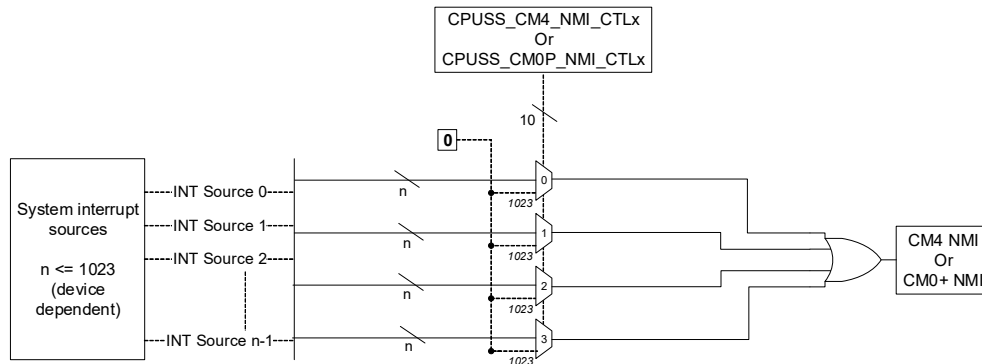 CPUSS_CM4_NMI_CTLx
Or
CPUSS_CM0P_NMI_CTLx
10
0
System interrupt
sources
n <= 1023
(device
dependent)
INT Source 0
INT Source 1
INT Source 2
INT Source n-1
n
n
n
n
0
1023
1
1023
2
1023
3
1023
CM4 NMI
Or
CM0+ NMI